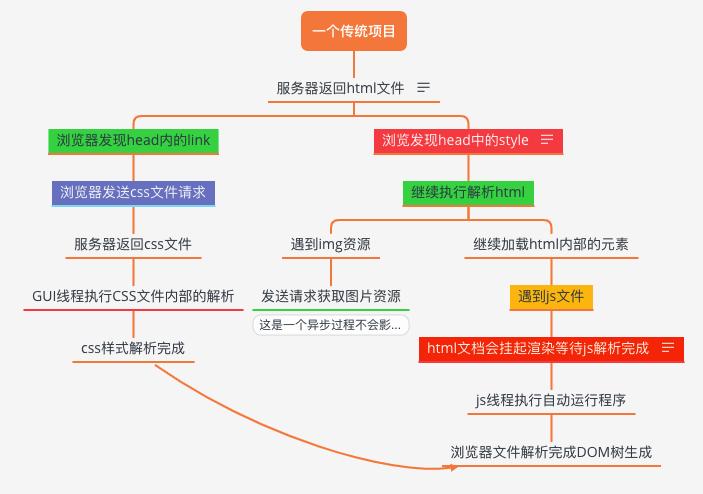 一个传统项目
服务器返回html文件
浏览器发现head内的link
浏览发现head中的style
浏览器发送css文件请求
继续执行解析html
服务器返回css文件
遇到img资源
继续加载html内部的元素
GUI线程执行CSS文件内部的解析
发送请求获取图片资源
遇到js文件
这是一个异步过程不会影...
css样式解析完成
html文档会挂起渲染等待js解析完成
js线程执行自动运行程序
浏览器文件解析完成DOM树生成